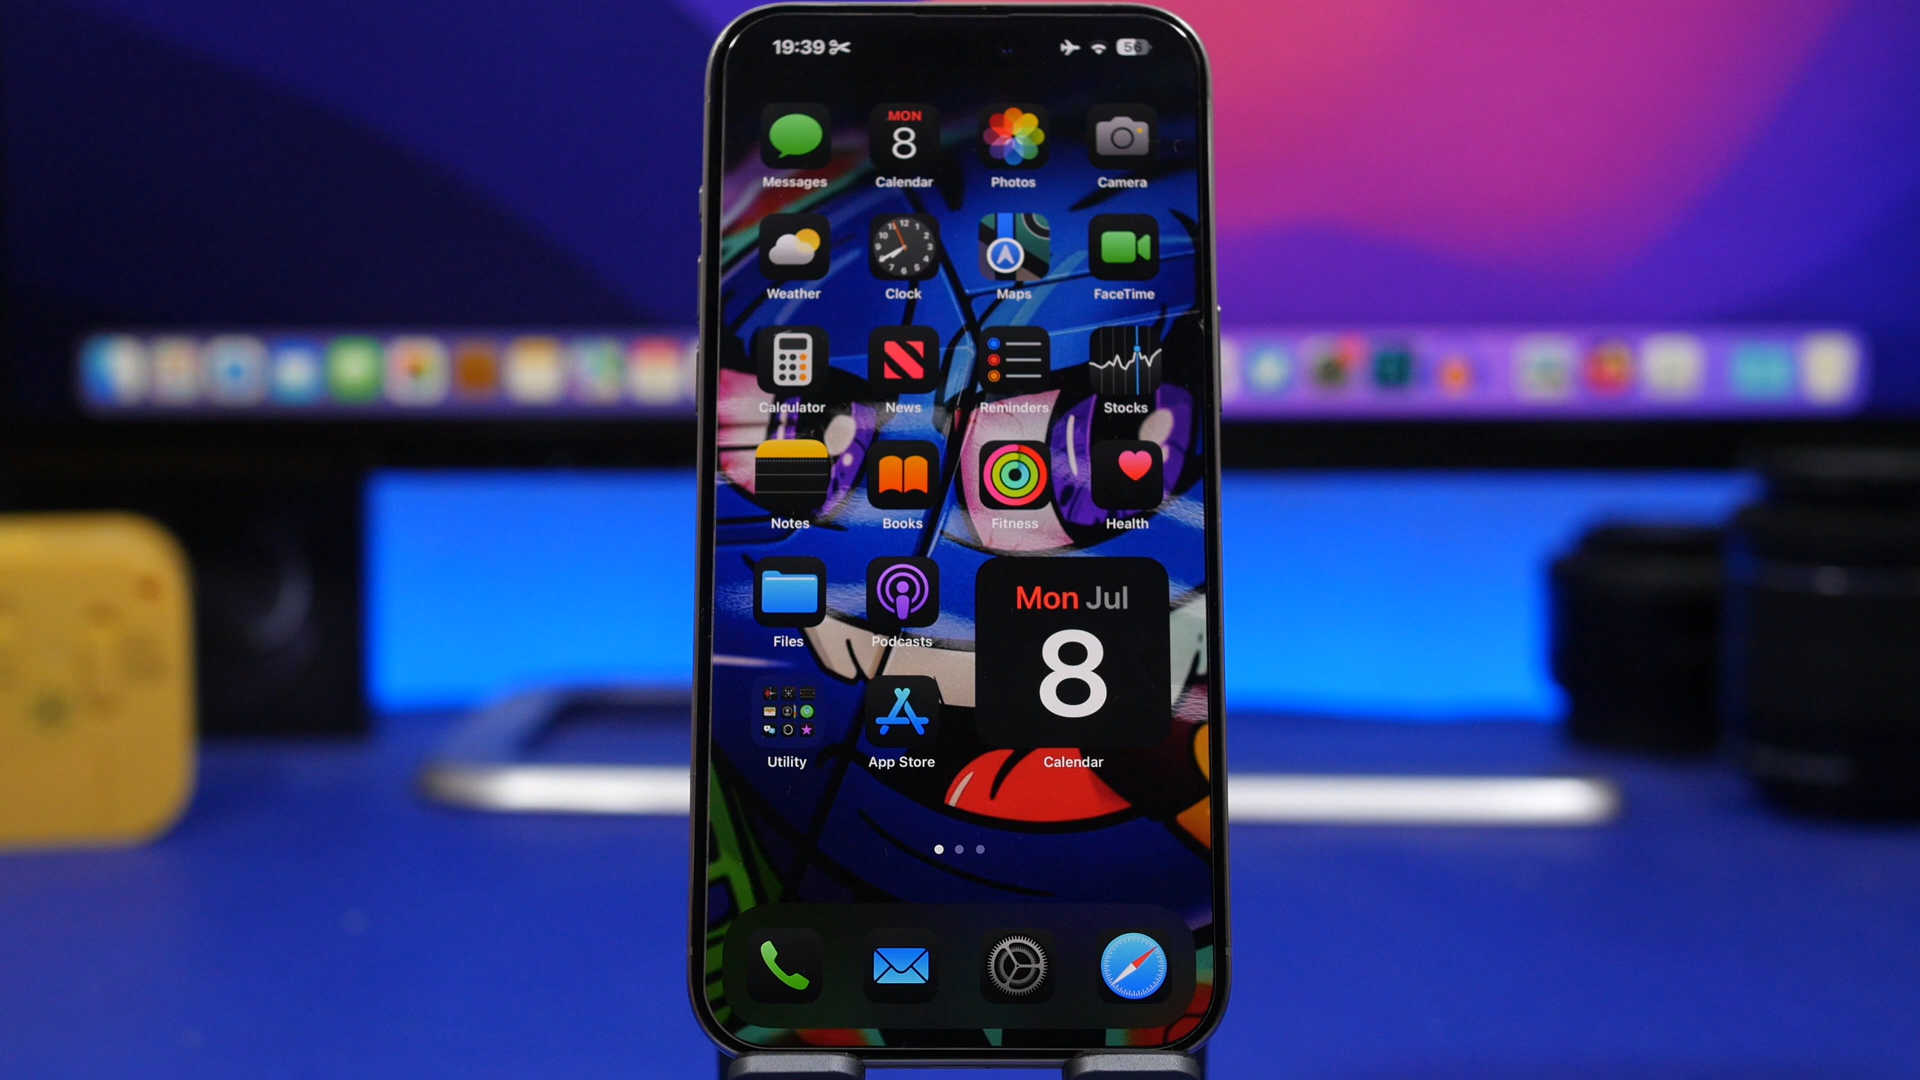 19:39 56
MON
8
Messages Calendar Photos Camera
Weather Clock Maps FaceTime
Calculator News Reminders Stocks
Notes Books Fitness Health
Mon Jul
8
Files Podcasts
Utility App Store Calendar